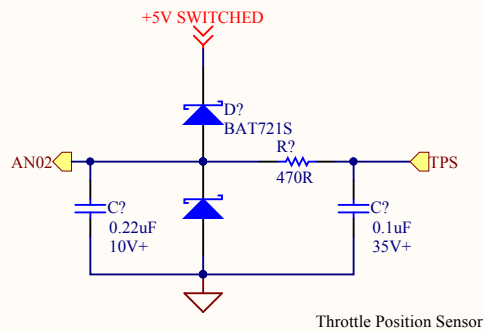 +5V SWITCHED
D?
BAT721S
R?
AN02
TPS
470R
C?
0.22uF
10V+
C?
0.1uF
35V+
Throttle Position Sensor